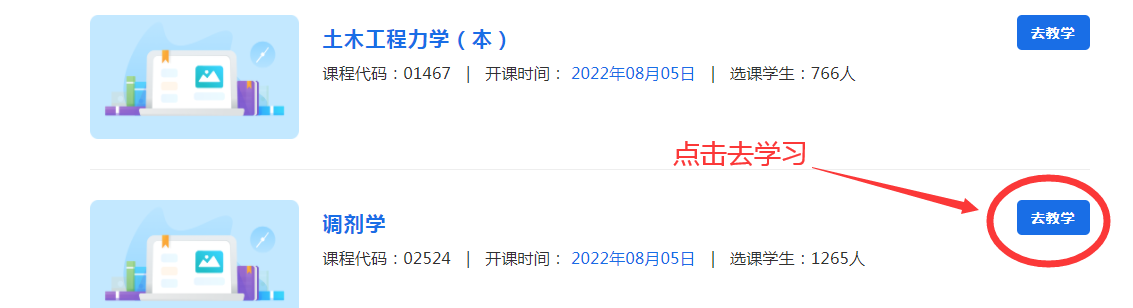 土木工程力学（本）
去教学
课程代码：01467 | 开课时间： 2022年08月05日 | 选课学生：766人
点击去学习
调剂学
去教学
课程代码：02524 | 开课时间： 2022年08月05日 | 选课学生：1265人